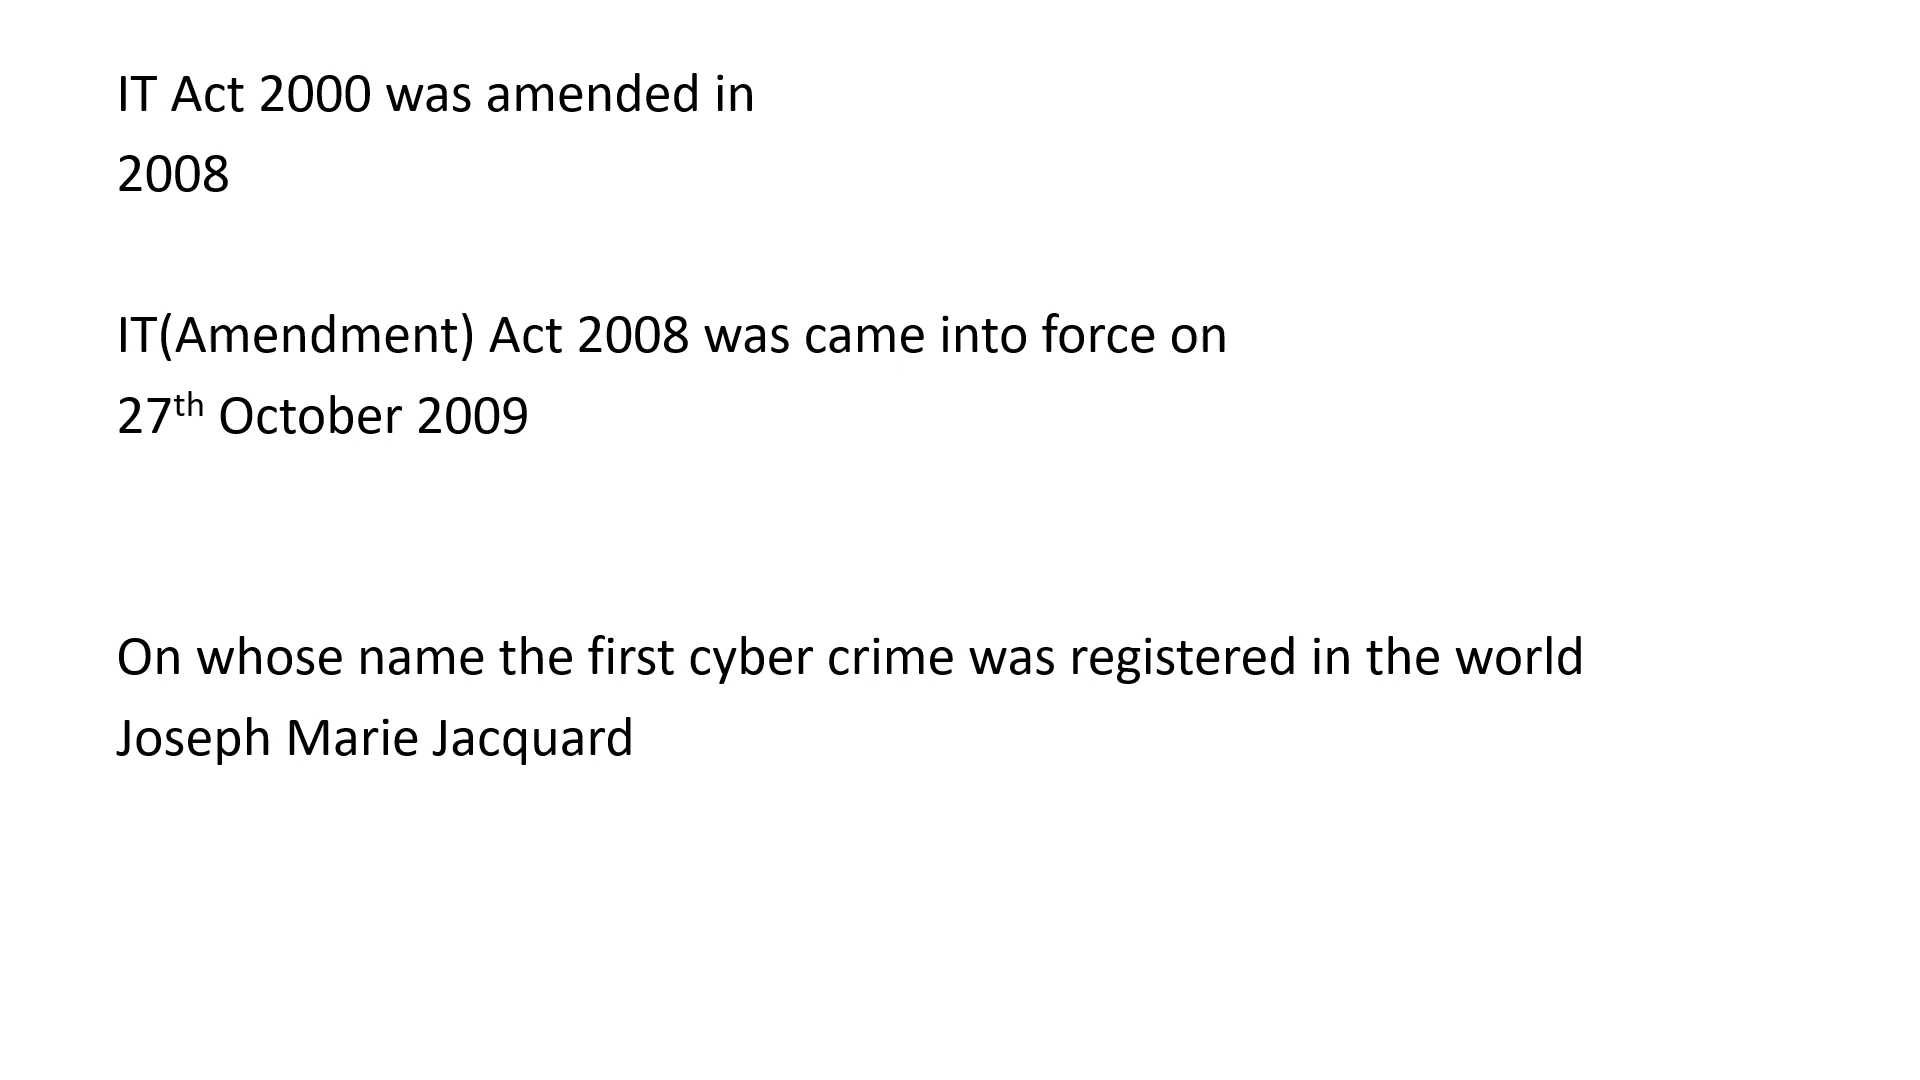 IT Act 2000 was amended in
2008
IT(Amendment) Act 2008 was came into force on
27th October 2009
On whose name the first cyber crime was registered in the world
Joseph Marie Jacquard